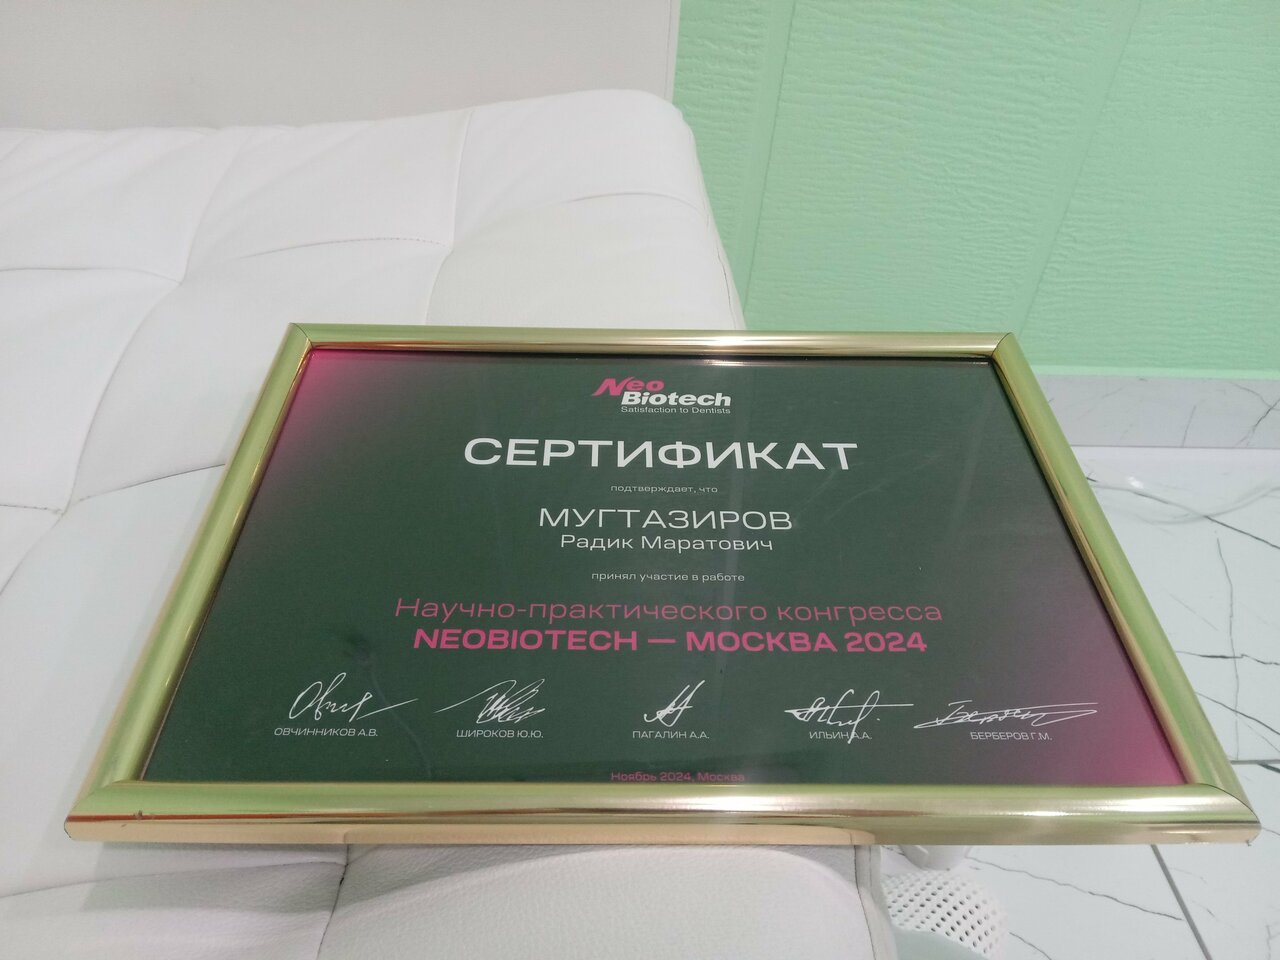 Neo
Biotech
Satisfaction to Dentists
СЕРТИФИКАТ
подтверждает, что
МУГТАЗИРОВ
Радик Маратович
принял участие в работе
Научно-практического конгресса
NEOBIOTECH — МОСКВА 2024
ОВЧИННИКОВ А.В. ШИРОКОВ Ю.Ю. ПАГАЛИН А.А. ИЛЬИН А.А. БЕРБЕРОВ Г.М.
Ноябрь 2024, Москва